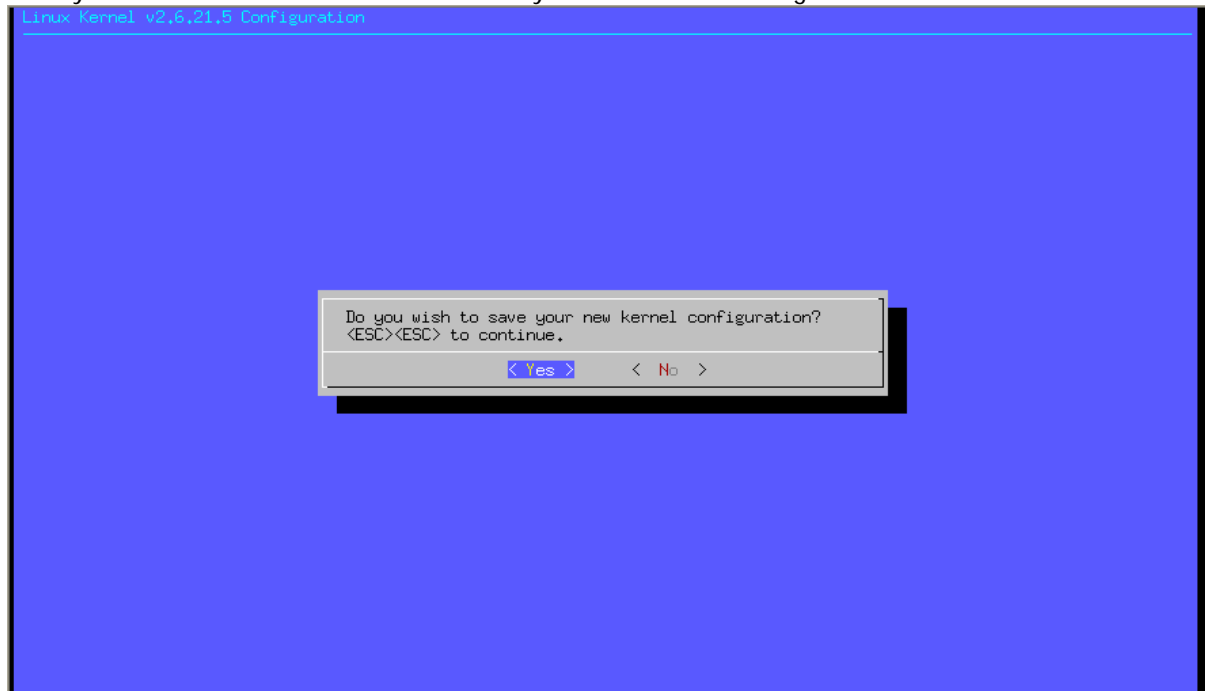 Linux Kernel v2.6.21.5 Configuration
Do you wish to save your new kernel configuration?
<ESC><ESC> to continue.
< Yes > < No >